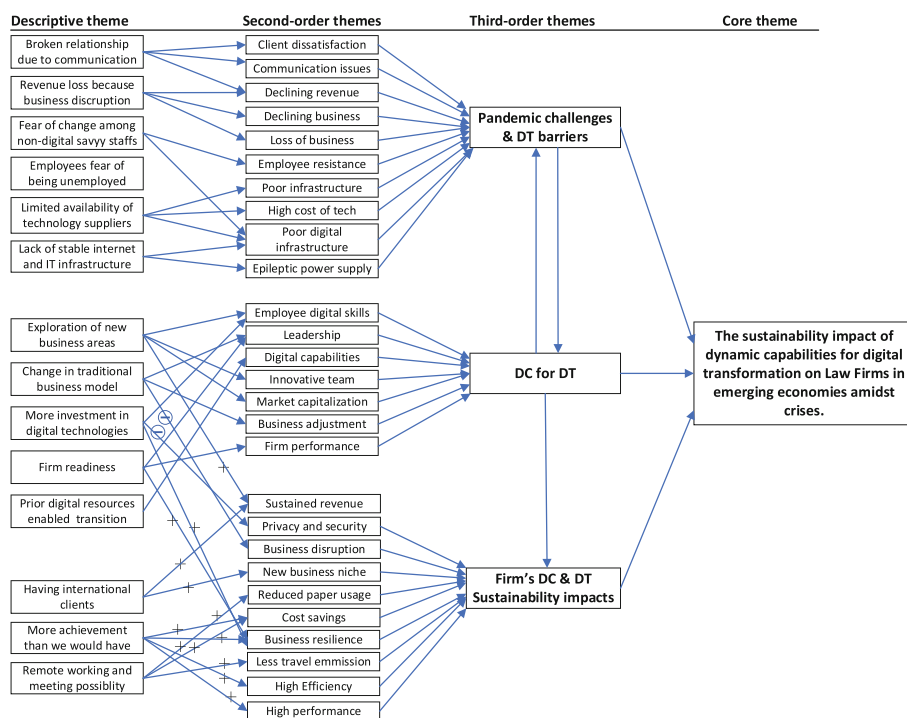 Descriptive theme
Second-order themes
Third-order themes
Core theme
Broken relationship
due to communication
Revenue loss because
business disruption
Fear of change among
non-digital savyy staffs
Employees fear of
being unemployed
Limited availability of
technology suppliers
Lack of stable internet
and IT infrastructure
Exploration of new
business areas
Change in traditional
business model
More investment in
digital technologies
Firm readiness
Prior digital resources
enabled transition
Having international
clients
More achievement
than we would have
Remote working and
meeting possiblity
Client dissatisfaction
Communication issues
Declining revenue
Declining business
Loss of business
Employee resistance
Poor infrastructure
High cost of tech
Poor digital
infrastructure
Epileptic power supply
Employee digital skills
Leadership
Digital capabilities
Innovative team
Market capitalization
Business adjustment
Firm performance
Sustained revenue
Privacy and security
Business disruption
New business niche
Reduced paper usage
Cost savings
Business resilience
Less travel emmission
High Efficiency
High performance
Pandemic challenges
& DT barriers
DC for DT
Firm's DC & DT
Sustainability impacts
The sustainability impact of
dynamic capabilities for digital
transformation on Law Firms in
emerging economies amidst
crises.